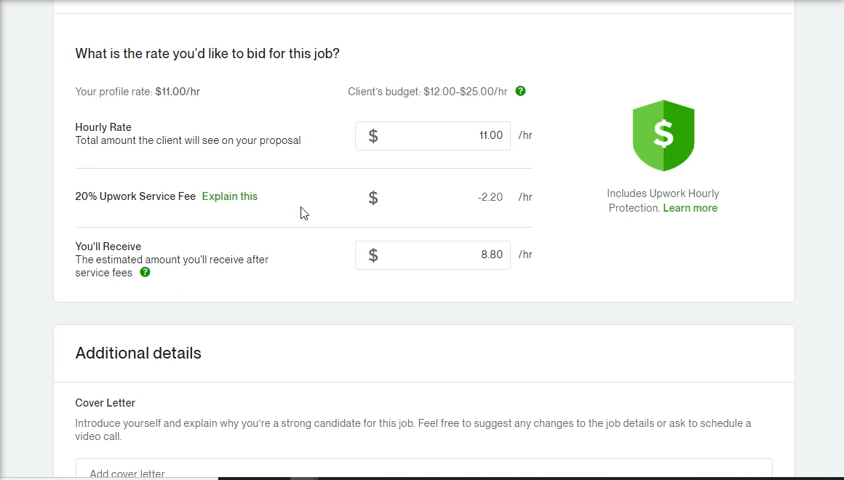 What is the rate you'd like to bid for this job?
Your profile rate: $11.00/hr
Client's budget: $12.00-$25.00/hr ?
Hourly Rate
Total amount the client will see on your proposal
$ 11.00 /hr
20% Upwork Service Fee Explain this
$ -2.20 /hr
You'll Receive
The estimated amount you'll receive after
service fees ?
$ 8.80 /hr
$
Includes Upwork Hourly
Protection. Learn more
Additional details
Cover Letter
Introduce yourself and explain why you're a strong candidate for this job. Feel free to suggest any changes to the job details or ask to schedule a
video call.
Add cover letter